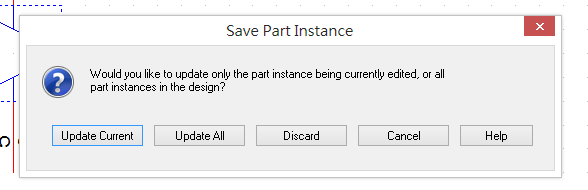 Save Part Instance
Would you like to update only the part instance being currently edited, or all
part instances in the design?
Update Current
Update All
Discard
Cancel
Help